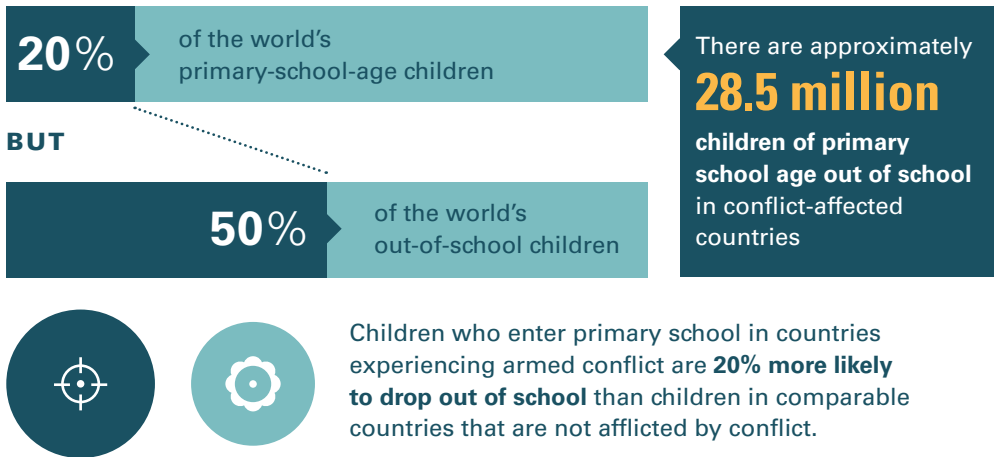 20%
of the world's
primary-school-age children
BUT
50%
of the world's
out-of-school children
There are approximately
28.5 million
children of primary
school age out of school
in conflict-affected
countries
Children who enter primary school in countries
experiencing armed conflict are 20% more likely
to drop out of school than children in comparable
countries that are not afflicted by conflict.